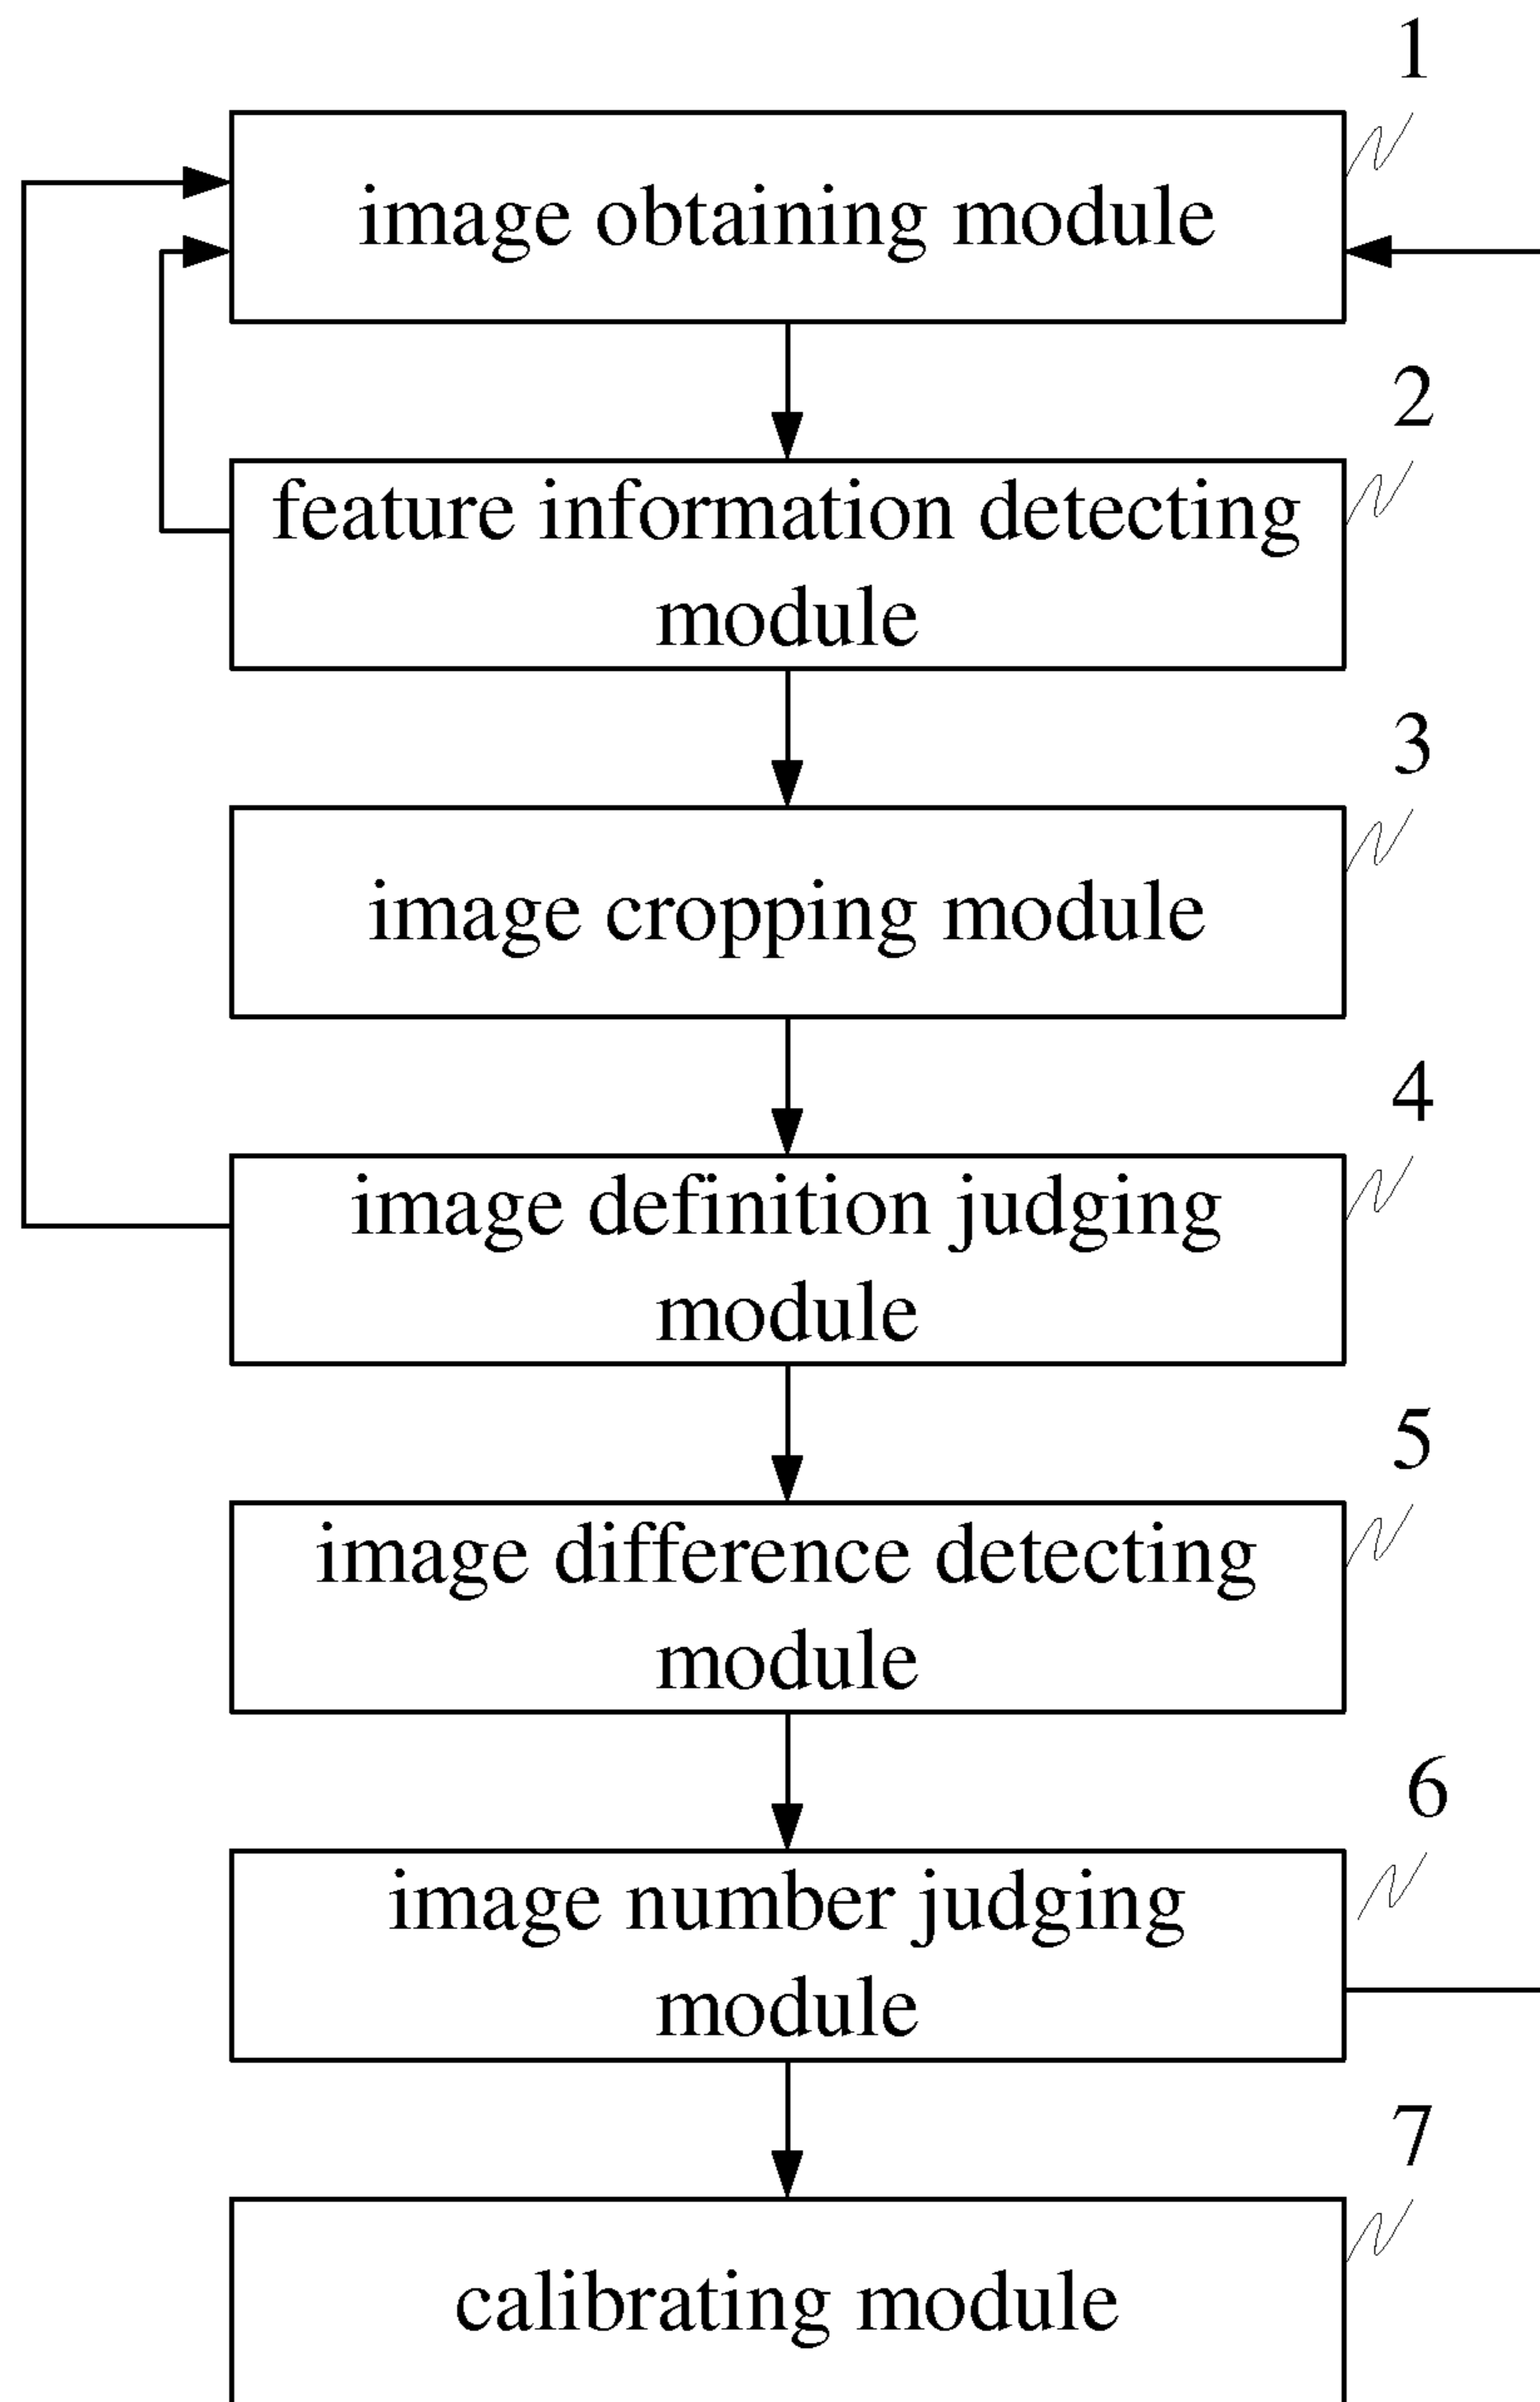 1
image obtaining module
2
feature information detecting
module
3
image cropping module
4
image definition judging
module
5
image difference detecting
module
6
image number judging
module
7
calibrating module